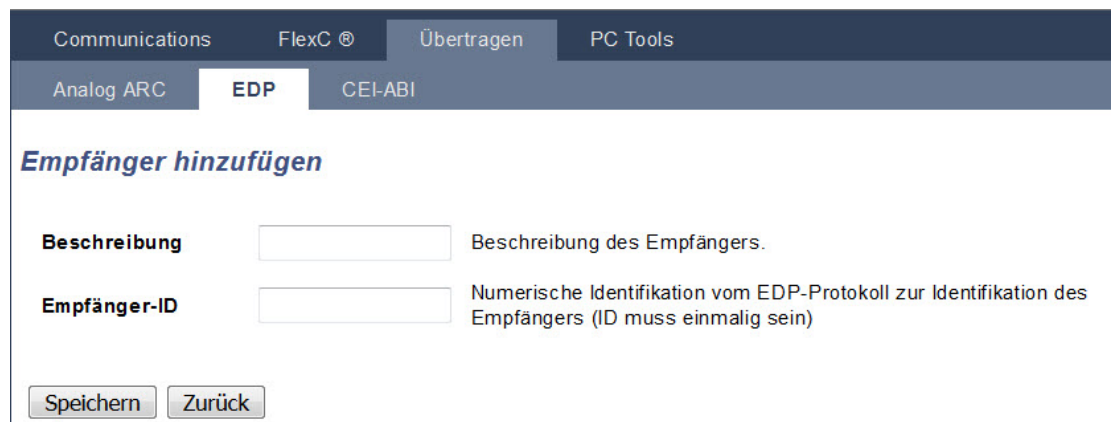 Communications FlexC ® Übertragen PC Tools
Analog ARC EDP CEI-ABI
Empfänger hinzufügen
Beschreibung Beschreibung des Empfängers.
Empfänger-ID Numerische Identifikation vom EDP-Protokoll zur Identifikation des
Empfängers (ID muss einmalig sein)
Speichern Zurück